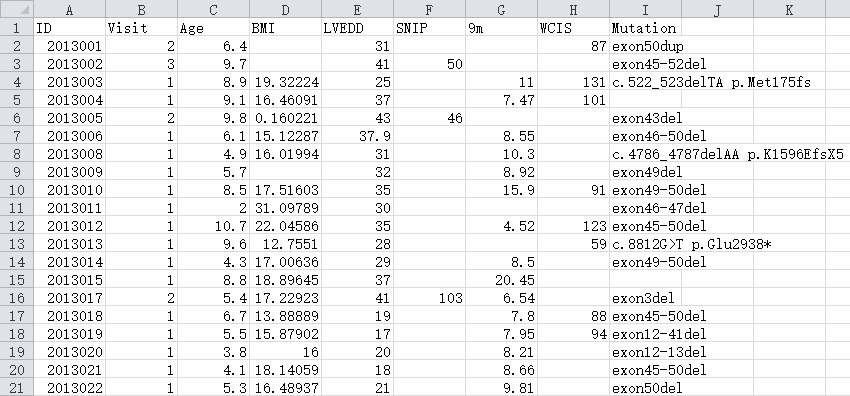 A B C D E F G H I J K
1 ID Visit Age BMI LVEDD SNIP 9m WCIS Mutation
2 2013001 2 6.4 31 87 exon50dup
3 2013002 3 9.7 41 50 exon45-52del
4 2013003 1 8.9 19.32224 25 11 131 c.522_523delTA p.Met175fs
5 2013004 1 9.1 16.46091 37 7.47 101
6 2013005 2 9.8 0.160221 43 46 exon43del
7 2013006 1 6.1 15.12287 37.9 8.55 exon46-50del
8 2013008 1 4.9 16.01994 31 10.3 c.4786_4787delAA p.K1596EfsX5
9 2013009 1 5.7 32 8.92 exon49del
10 2013010 1 8.5 17.51603 35 15.9 91 exon49-50del
11 2013011 1 2 31.09789 30 exon46-47del
12 2013012 1 10.7 22.04586 35 4.52 123 exon45-50del
13 2013013 1 9.6 12.7551 28 59 c.8812G>T p.Glu2938*
14 2013014 1 4.3 17.00636 29 8.5 exon49-50del
15 2013015 1 8.8 18.89645 37 20.45
16 2013017 2 5.4 17.22923 41 103 6.54 exon3del
17 2013018 1 6.7 13.88889 19 7.8 88 exon45-50del
18 2013019 1 5.5 15.87902 17 7.95 94 exon12-41del
19 2013020 1 3.8 16 20 8.21 exon12-13del
20 2013021 1 4.1 18.14059 18 8.66 exon45-50del
21 2013022 1 5.3 16.48937 21 9.81 exon50del